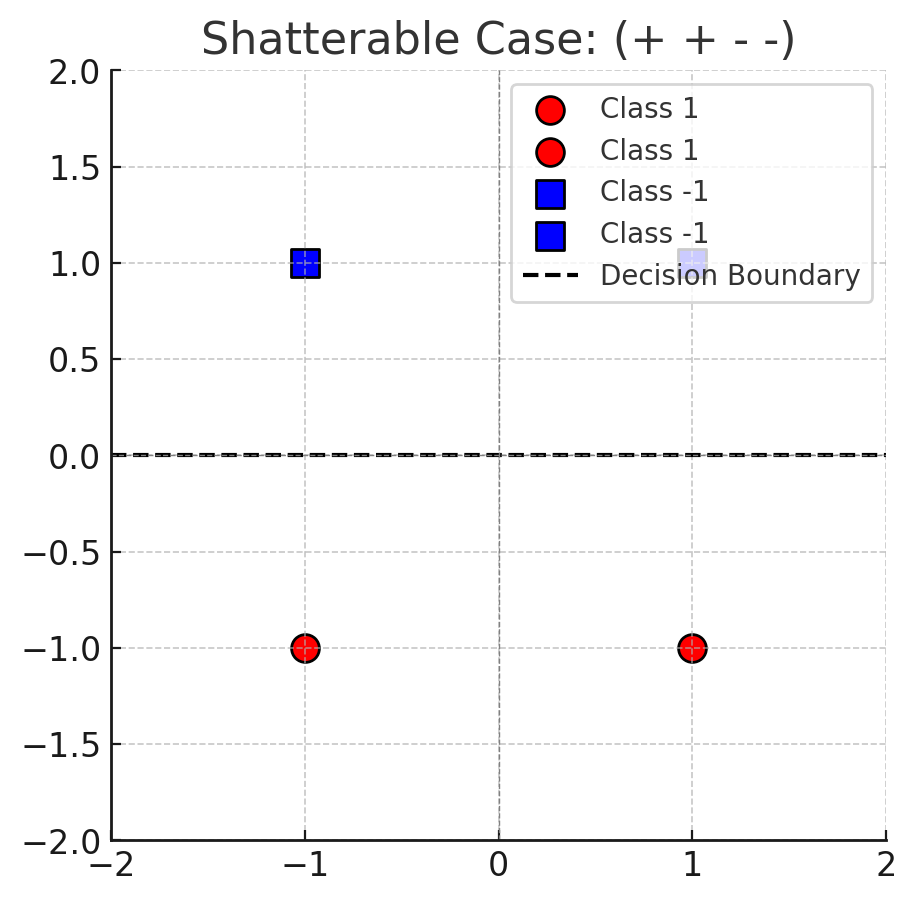 Shatterable Case: (+ + - -)
Class 1
Class 1
Class -1
Class -1
Decision Boundary
2.0
1.5
1.0
0.5
0.0
−0.5
−1.0
−1.5
−2.0
−2 −1 0 1 2